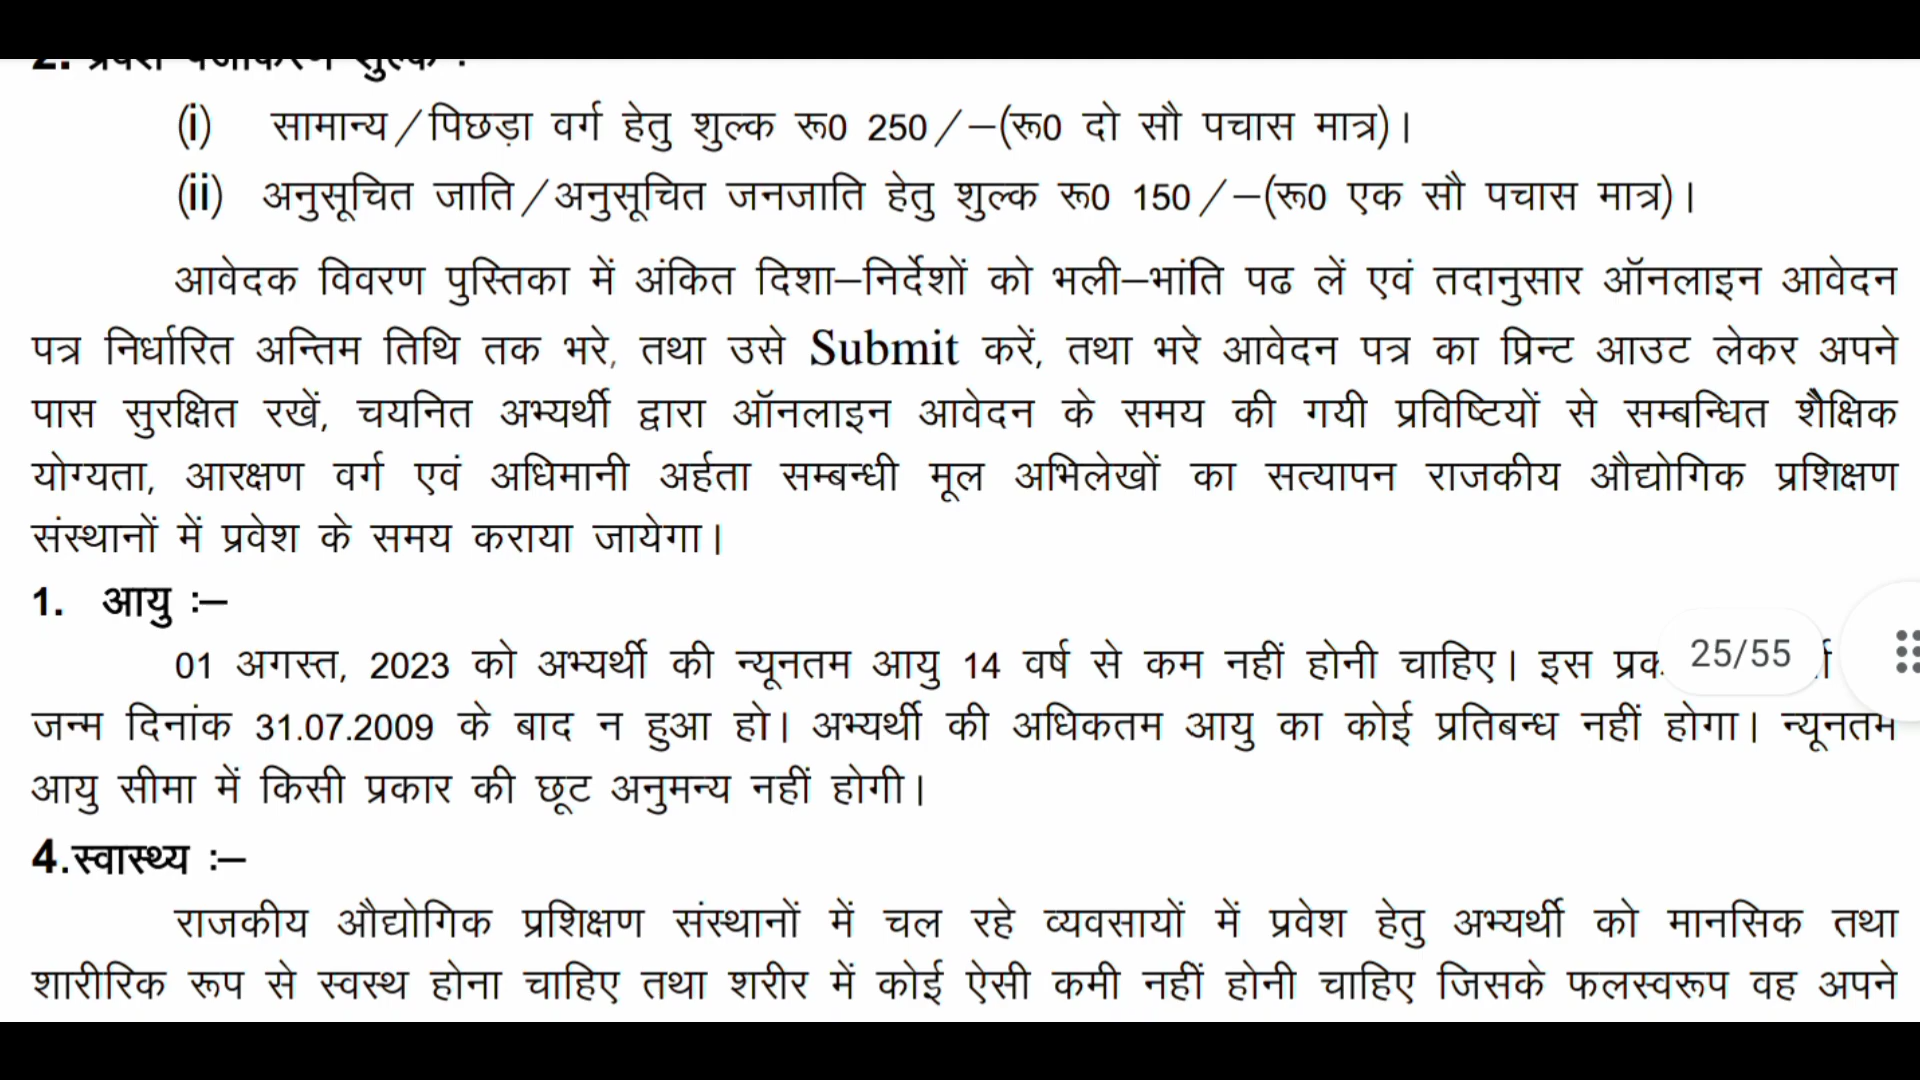 2. प्रवेश पंजीकरण शुल्क :
(i) सामान्य/पिछड़ा वर्ग हेतु शुल्क रू0 250/–(रू0 दो सौ पचास मात्र)।
(ii) अनुसूचित जाति/अनुसूचित जनजाति हेतु शुल्क रू0 150/–(रू0 एक सौ पचास मात्र)।
आवेदक विवरण पुस्तिका में अंकित दिशा–निर्देशों को भली–भांति पढ लें एवं तदानुसार ऑनलाइन आवेदन
पत्र निर्धारित अन्तिम तिथि तक भरे, तथा उसे Submit करें, तथा भरे आवेदन पत्र का प्रिन्ट आउट लेकर अपने
पास सुरक्षित रखें, चयनित अभ्यर्थी द्वारा ऑनलाइन आवेदन के समय की गयी प्रविष्टियों से सम्बन्धित शैक्षिक
योग्यता, आरक्षण वर्ग एवं अधिमानी अर्हता सम्बन्धी मूल अभिलेखों का सत्यापन राजकीय औद्योगिक प्रशिक्षण
संस्थानों में प्रवेश के समय कराया जायेगा।
1. आयु :–
01 अगस्त, 2023 को अभ्यर्थी की न्यूनतम आयु 14 वर्ष से कम नहीं होनी चाहिए। इस
25/55
जन्म दिनांक 31.07.2009 के बाद न हुआ हो। अभ्यर्थी की अधिकतम आयु का कोई प्रतिबन्ध नहीं होगा। न्यूनतम
आयु सीमा में किसी प्रकार की छूट अनुमन्य नहीं होगी।
4.स्वास्थ्य :–
राजकीय औद्योगिक प्रशिक्षण संस्थानों में चल रहे व्यवसायों में प्रवेश हेतु अभ्यर्थी को मानसिक तथा
शारीरिक रूप से स्वस्थ होना चाहिए तथा शरीर में कोई ऐसी कमी नहीं होनी चाहिए जिसके फलस्वरूप वह अपने